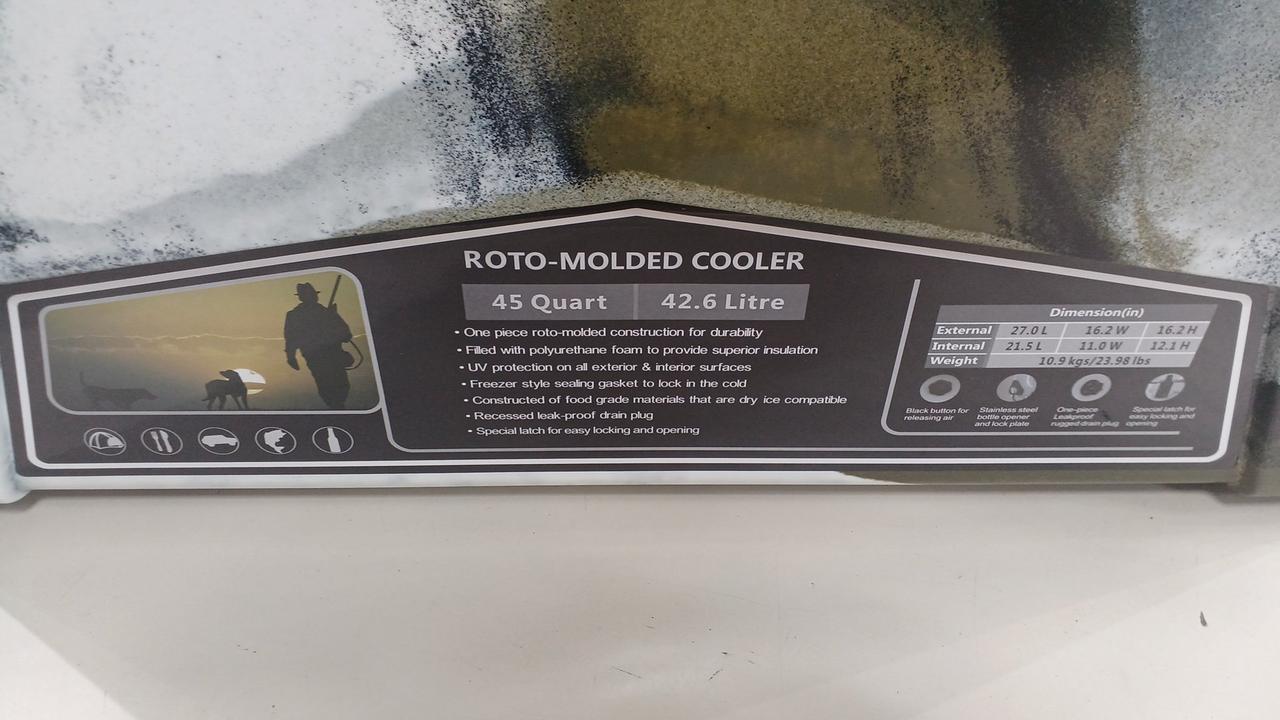 ROTO-MOLDED COOLER
45 Quart 42.6 Litre
• One piece roto-molded construction for durability
• Filled with polyurethane foam to provide superior insulation
• UV protection on all exterior & interior surfaces
• Freezer style sealing gasket to lock in the cold
• Constructed of food grade materials that are dry ice compatible
• Recessed leak-proof drain plug
• Special latch for easy locking and opening
Dimension(in)
External 27.0 L 16.2 W 16.2 H
Internal 21.5 L 11.0 W 12.1 H
Weight 10.9 kgs/23.98 lbs
Black button for
releasing air
Stainless steel
bottle opener
and lock plate
One-piece
Leakproof
rugged drain plug
Special latch for
easy locking and
opening